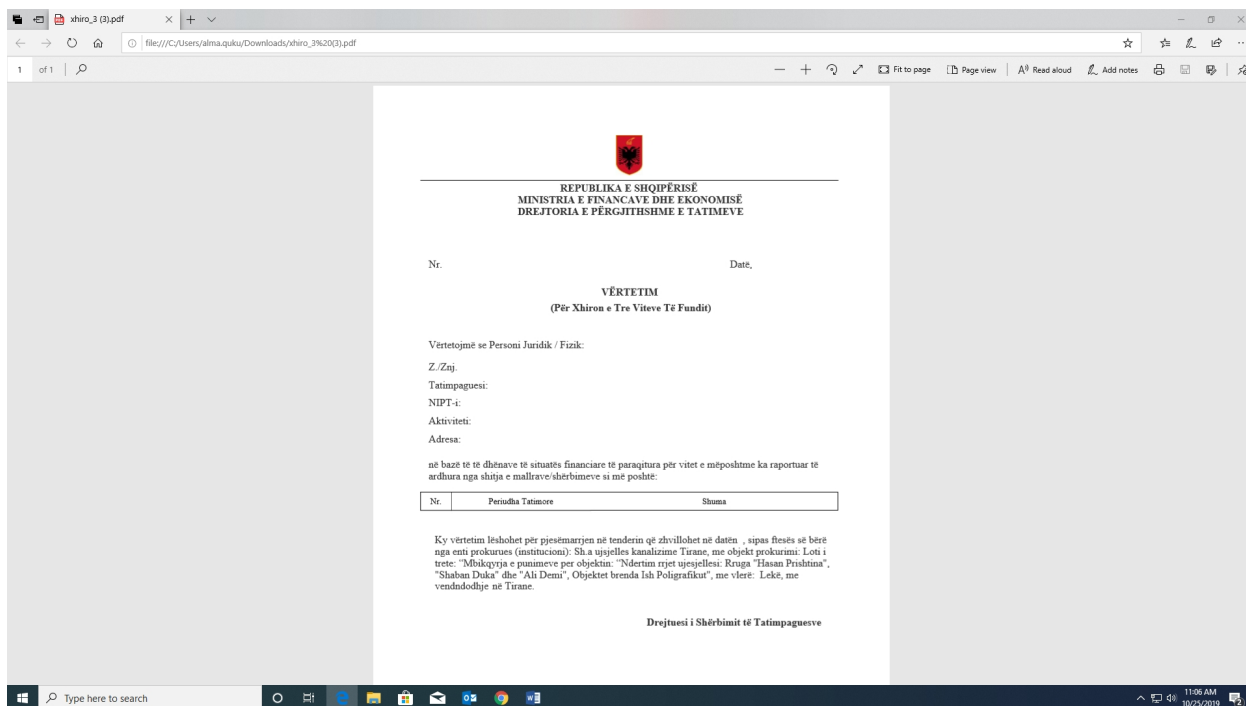 xhiro_3 (3).pdf
file:///C:/Users/alma.quku/Downloads/xhiro_3%20(3).pdf
1 of 1
Fit to page
Page view
Read aloud
Add notes
REPUBLIKA E SHQIPËRISË
MINISTRIA E FINANCAVE DHE EKONOMISË
DREJTORIA E PËRGJITHSHME E TATIMEVE
Nr. Datë,
VËRTETIM
(Për Xhiron e Tre Viteve Të Fundit)
Vërtetojmë se Personi Juridik / Fizik:
Z./Znj.
Tatimpaguesi:
NIPT-i:
Aktiviteti:
Adresa:
në bazë të të dhënave të situatës financiare të paraqitura për vitet e mëposhtme ka raportuar të
ardhura nga shitja e mallrave/shërbimeve si më poshtë:
Nr. Periudha Tatimore Shuma
Ky vërtetim lëshohet për pjesëmarrjen në tenderin që zhvillohet në datën , sipas ftesës së bërë
nga enti prokurues (institucioni): Sh.a ujsjelles kanalizime Tirane, me objekt prokurimi: Loti i
trete: "Mbikqyrja e punimeve per objektin: "Ndertim rrjet ujesjellesi: Rruga "Hasan Prishtina",
"Shaban Duka" dhe "Ali Demi", Objektet brenda Ish Poligrafikut", me vlerë: Lekë, me
vendndodhje në Tirane.
Drejtuesi i Shërbimit të Tatimpaguesve
Type here to search
11:06 AM
10/25/2019